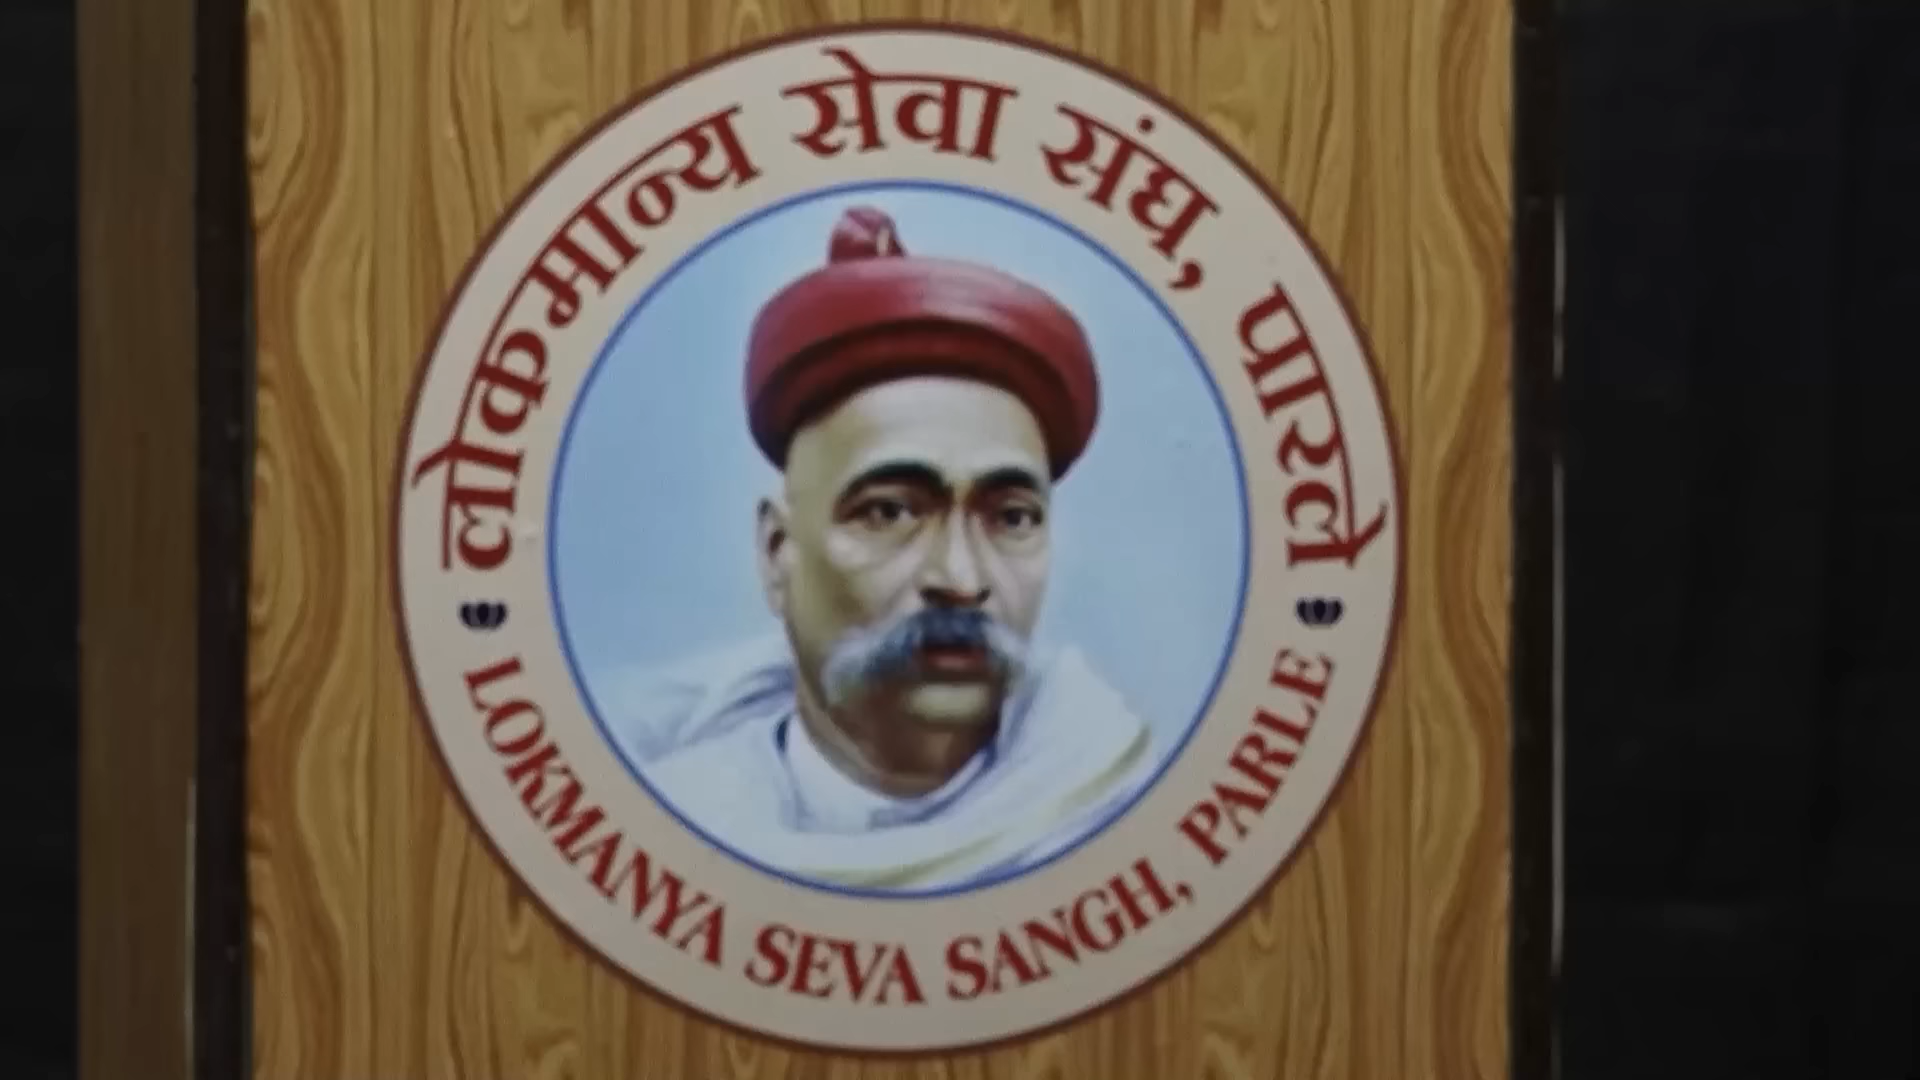 लोकमान्य सेवा संघ, पारले
LOKMANYA SEVA SANGH, PARLE